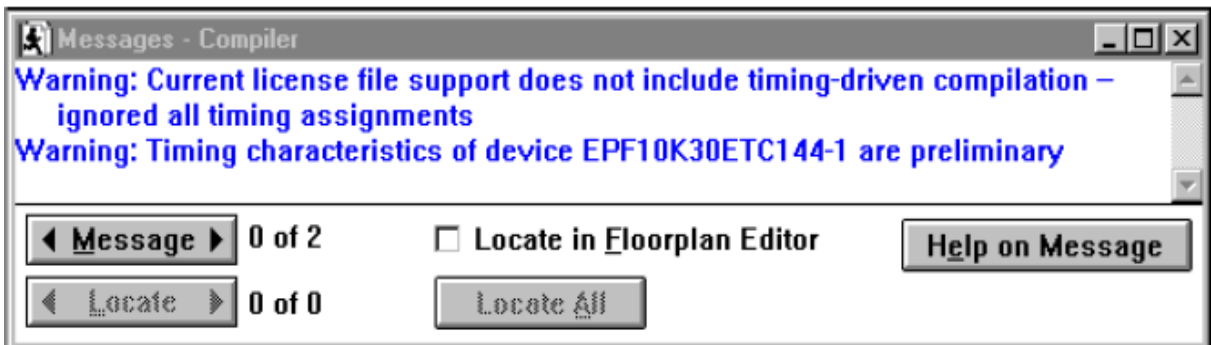 Messages - Compiler
Warning: Current license file support does not include timing-driven compilation –
ignored all timing assignments
Warning: Timing characteristics of device EPF10K30ETC144-1 are preliminary
Message 0 of 2 Locate in Floorplan Editor Help on Message
Locate 0 of 0 Locate All